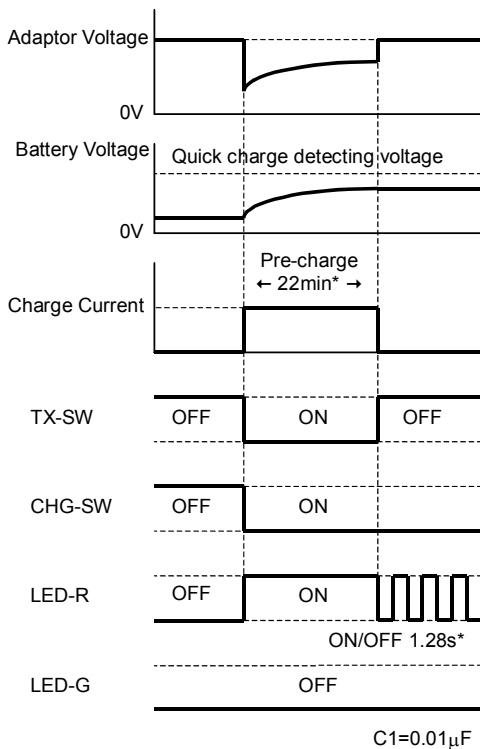 Adaptor Voltage
0V
Battery Voltage
Quick charge detecting voltage
0V
Pre-charge
← 22min* →
Charge Current
TX-SW OFF ON OFF
CHG-SW OFF ON
LED-R OFF ON
ON/OFF 1.28s*
LED-G OFF
C1=0.01μF